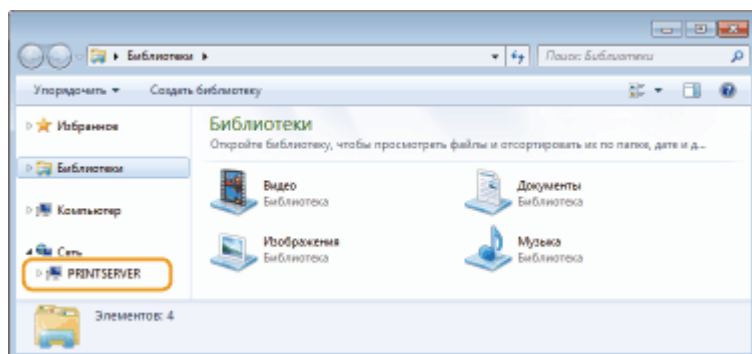 Библиотеки
Поиск: Библиотеки
Упорядочить
Создать библиотеку
Избранное
Библиотеки
Компьютер
Сеть
PRINTSERVER
Библиотеки
Откройте библиотеку, чтобы просмотреть файлы и отсортировать их по папке, дате и д...
Видео
Библиотека
Документы
Библиотека
Изображения
Библиотека
Музыка
Библиотека
Элементов: 4